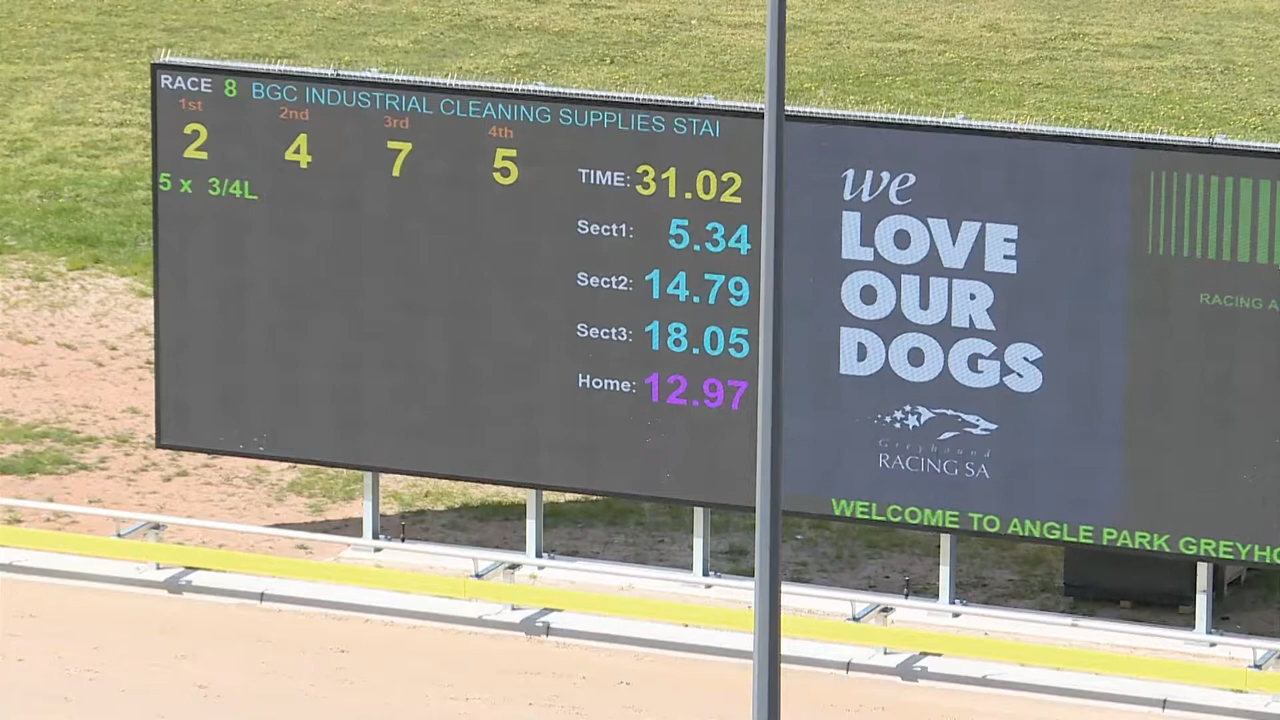 RACE 8 BGC INDUSTRIAL CLEANING SUPPLIES STAI
1st 2nd 3rd 4th
2 4 7 5
5 x 3/4L
TIME: 31.02
Sect1: 5.34
Sect2: 14.79
Sect3: 18.05
Home: 12.97
we
LOVE
OUR
DOGS
Greyhound
RACING SA
RACING A
WELCOME TO ANGLE PARK GREYHO